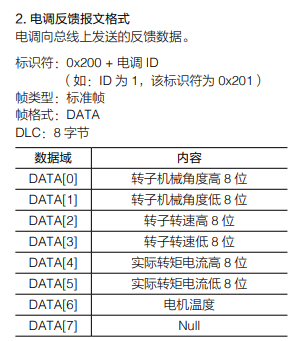 2. 电调反馈报文格式
电调向总线上发送的反馈数据。
标识符：0x200 + 电调 ID
（如：ID 为 1，该标识符为 0x201）
帧类型：标准帧
帧格式：DATA
DLC：8 字节
数据域 内容
DATA[0] 转子机械角度高 8 位
DATA[1] 转子机械角度低 8 位
DATA[2] 转子转速高 8 位
DATA[3] 转子转速低 8 位
DATA[4] 实际转矩电流高 8 位
DATA[5] 实际转矩电流低 8 位
DATA[6] 电机温度
DATA[7] Null